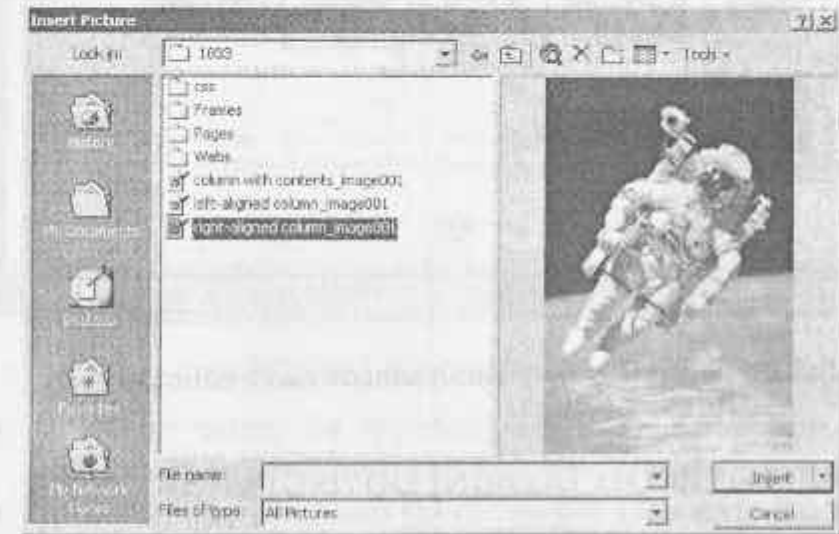 Insert Picture
Look in: 1033 Tools
css
Frames
Pages
Webs
column with contents_image001
left-aligned column_image001
right-aligned column_image001
History
My Documents
Desktop
Favorites
My Network
Places
File name:
Insert
Files of type: All Pictures
Cancel